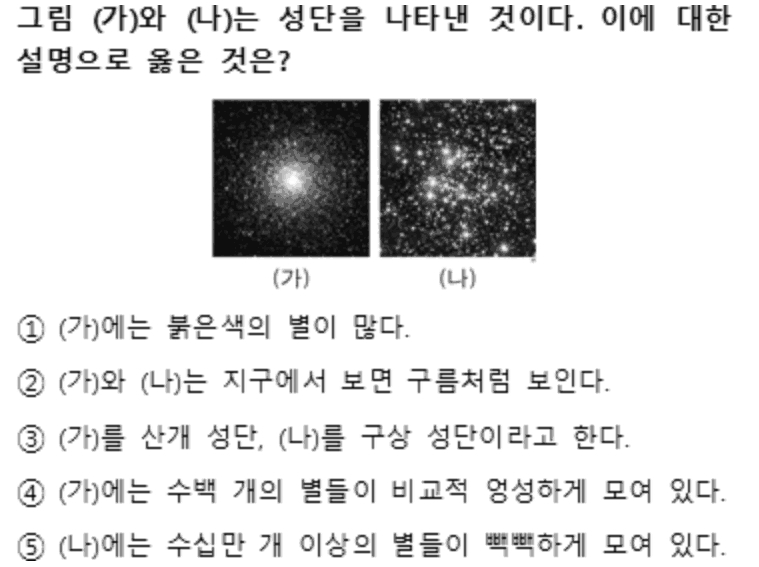 그림 (가)와 (나)는 성단을 나타낸 것이다. 이에 대한
설명으로 옳은 것은?
(가) (나)
① (가)에는 붉은색의 별이 많다.
② (가)와 (나)는 지구에서 보면 구름처럼 보인다.
③ (가)를 산개 성단, (나)를 구상 성단이라고 한다.
④ (가)에는 수백 개의 별들이 비교적 엉성하게 모여 있다.
⑤ (나)에는 수십만 개 이상의 별들이 빽빽하게 모여 있다.